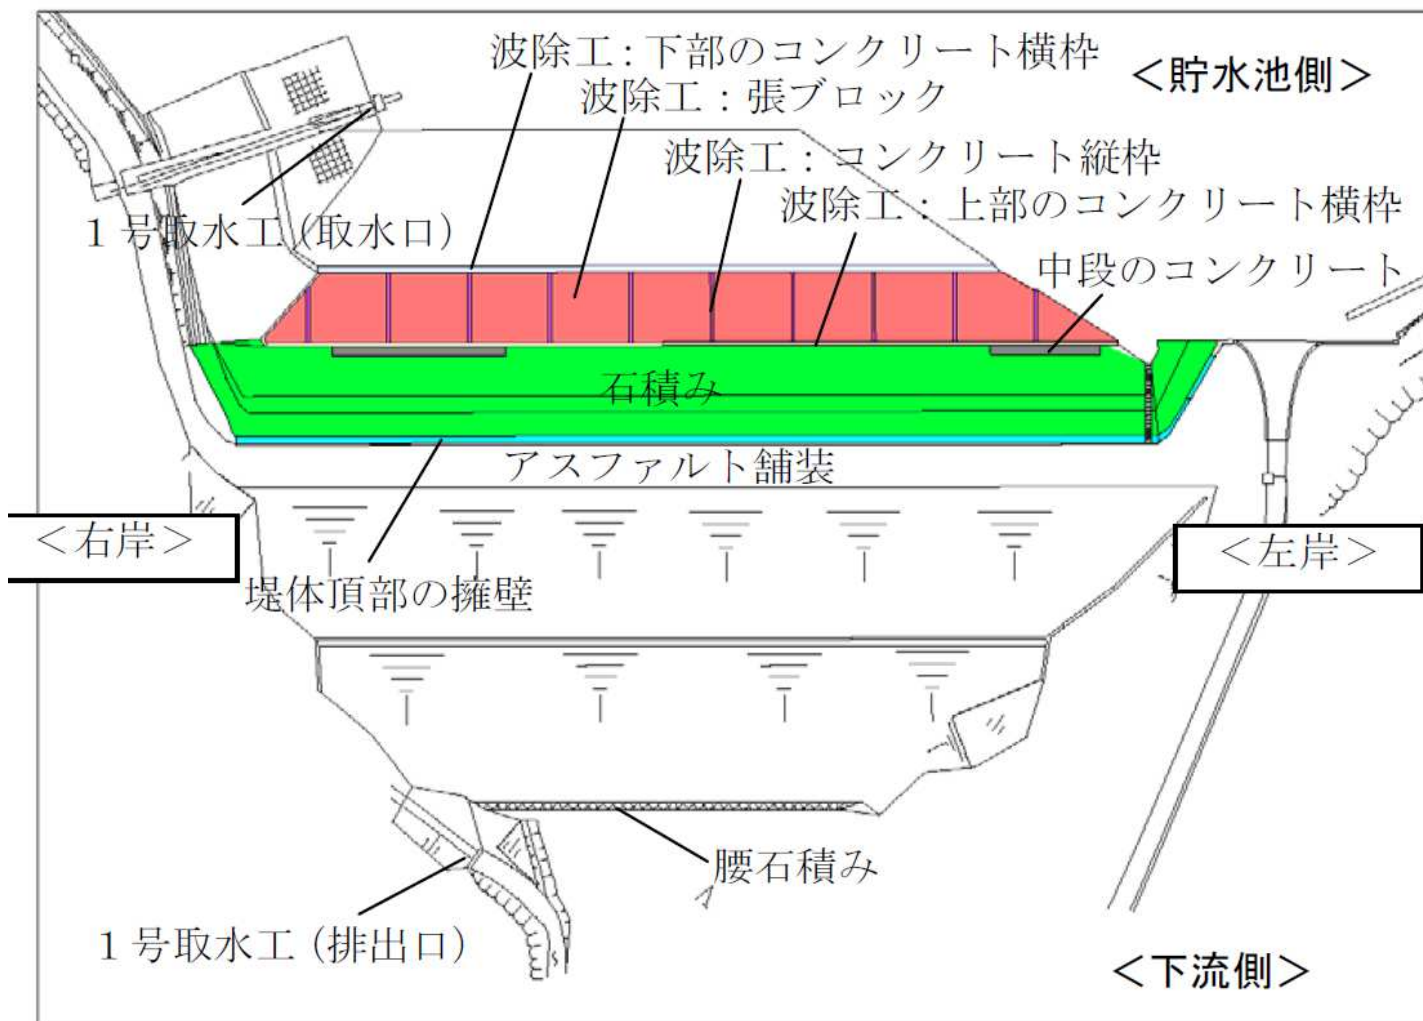 波除工:下部のコンクリート横枠
<貯水池側>
波除工:張ブロック
波除工:コンクリート縦枠
波除工:上部のコンクリート横枠
1号取水工(取水口)
中段のコンクリート
石積み
アスファルト舗装
<右岸>
<左岸>
堤体頂部の擁壁
腰石積み
1号取水工(排出口)
<下流側>